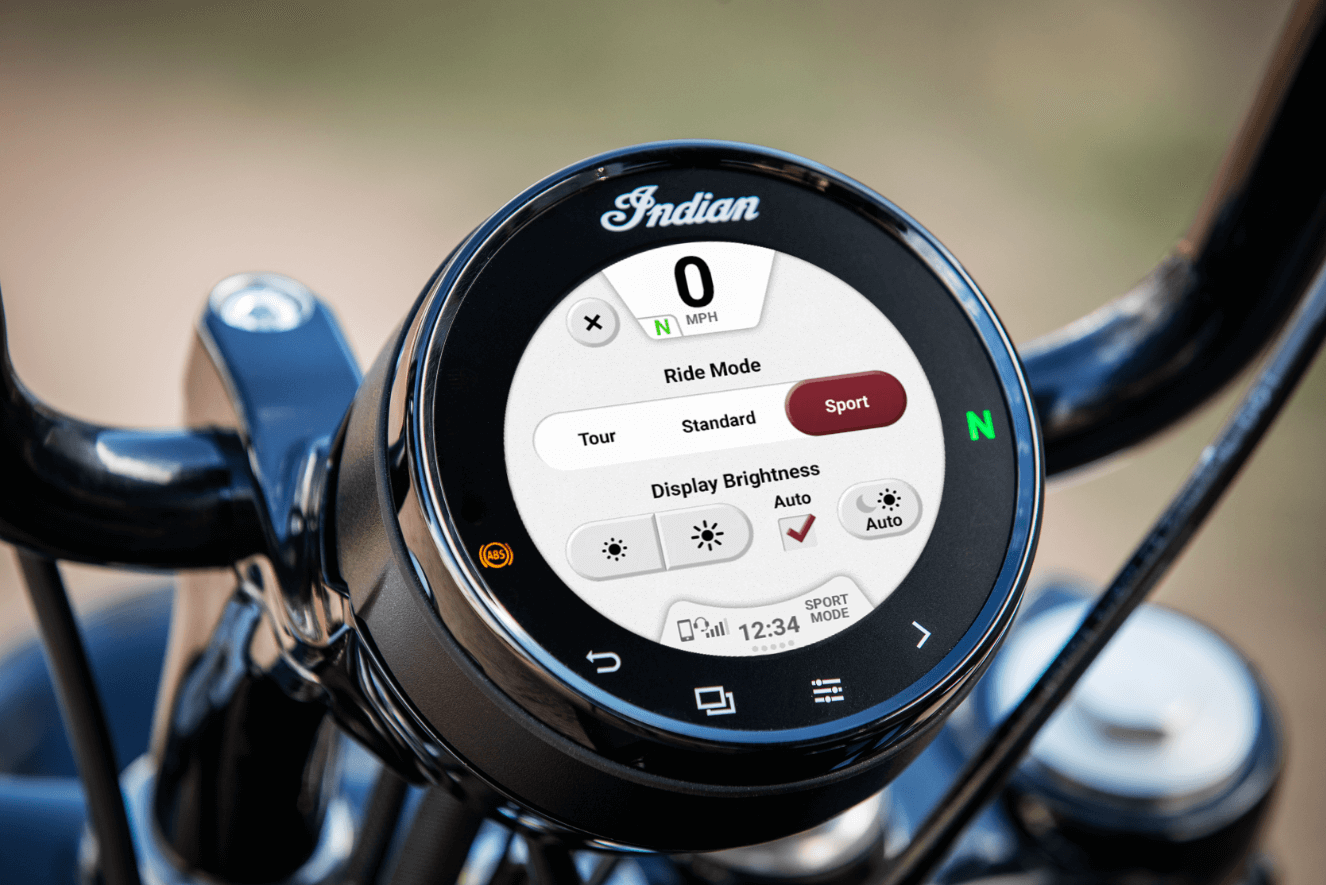 Indian
0
N MPH
Ride Mode
Tour Standard Sport
N
Display Brightness
Auto
Auto
ABS
12:34
SPORT
MODE